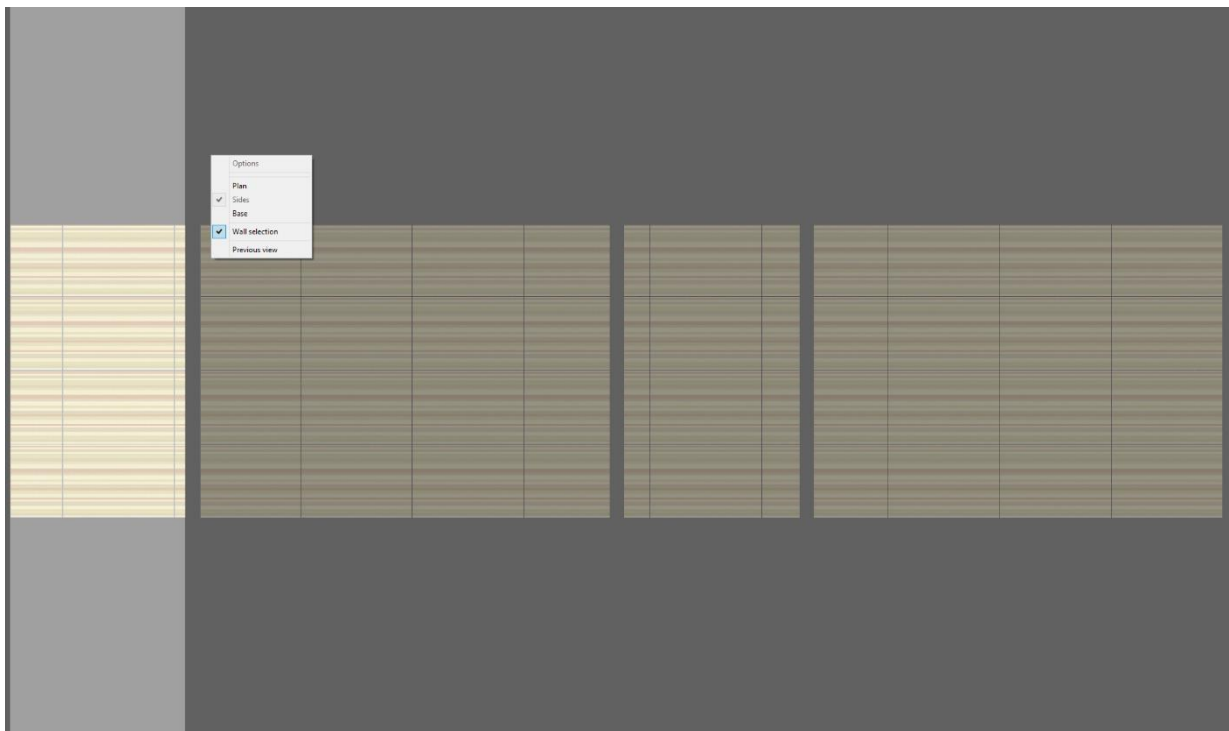 Options
Plan
Sides
Base
Wall selection
Previous view